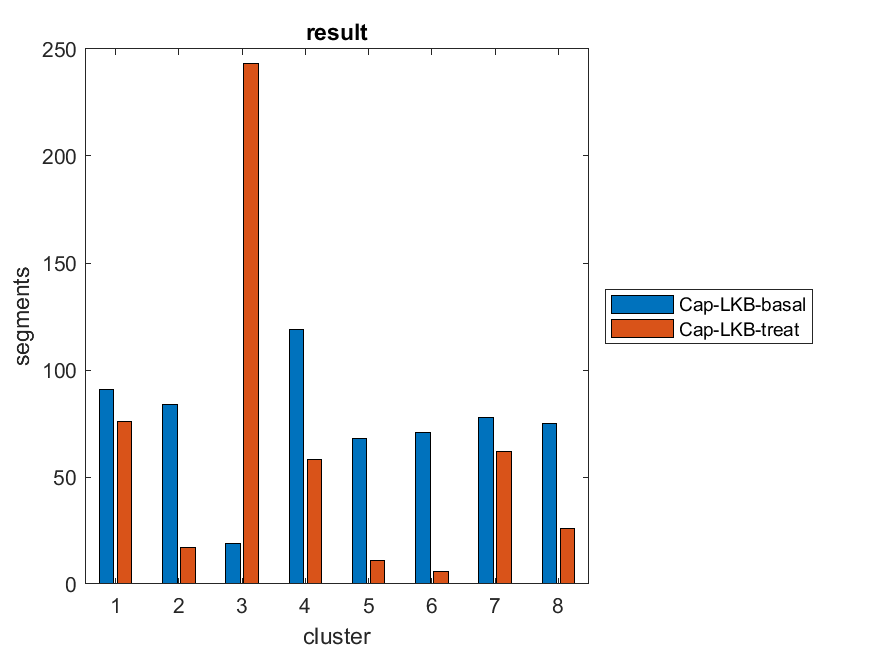 result
250
200
150
100
50
0
segments
1 2 3 4 5 6 7 8
cluster
Cap-LKB-basal
Cap-LKB-treat